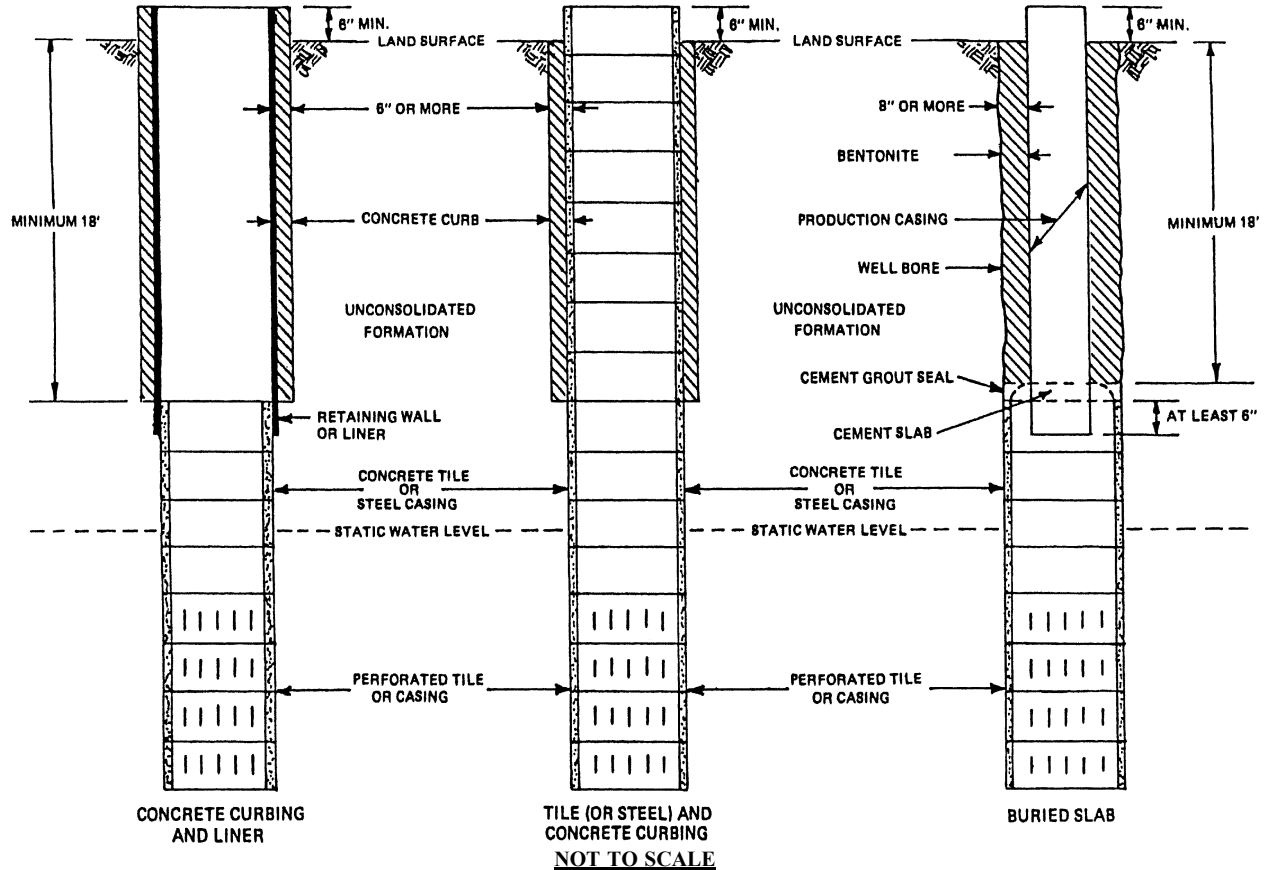 6" MIN.
6" MIN.
6" MIN.
LAND SURFACE
LAND SURFACE
6" OR MORE
8" OR MORE
BENTONITE
MINIMUM 18'
CONCRETE CURB
PRODUCTION CASING
MINIMUM 18'
WELL BORE
UNCONSOLIDATED
FORMATION
UNCONSOLIDATED
FORMATION
CEMENT GROUT SEAL
RETAINING WALL
OR LINER
CEMENT SLAB
AT LEAST 6"
CONCRETE TILE
OR
STEEL CASING
CONCRETE TILE
OR
STEEL CASING
STATIC WATER LEVEL
STATIC WATER LEVEL
PERFORATED TILE
OR CASING
PERFORATED TILE
OR CASING
CONCRETE CURBING
AND LINER
TILE (OR STEEL) AND
CONCRETE CURBING
BURIED SLAB
NOT TO SCALE